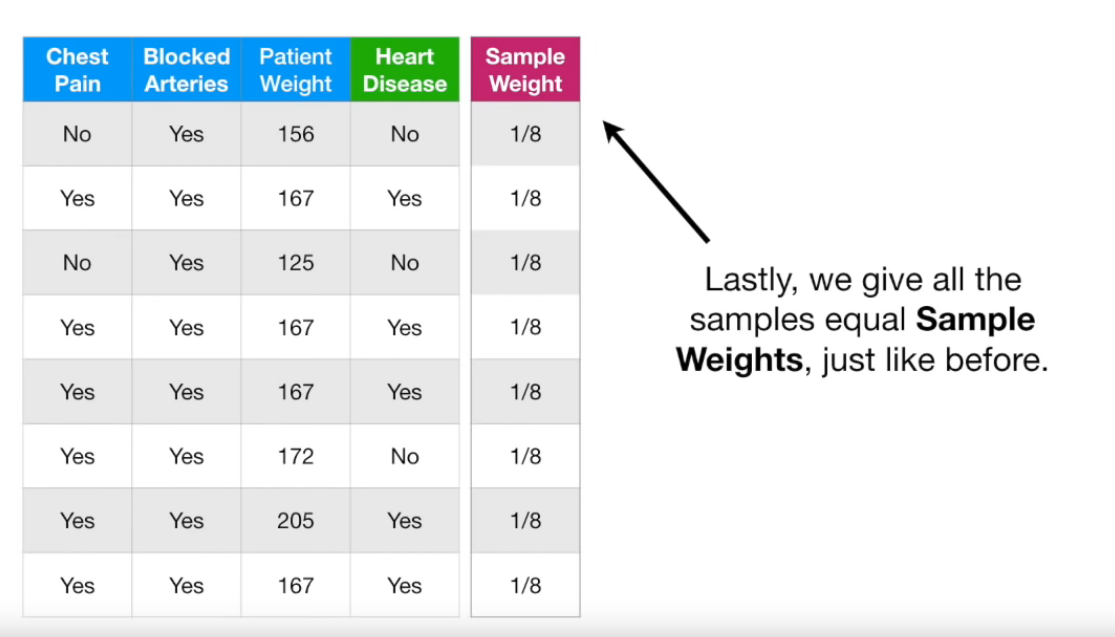 Chest Pain Blocked Arteries Patient Weight Heart Disease Sample Weight
No Yes 156 No 1/8
Yes Yes 167 Yes 1/8
No Yes 125 No 1/8
Yes Yes 167 Yes 1/8
Yes Yes 167 Yes 1/8
Yes Yes 172 No 1/8
Yes Yes 205 Yes 1/8
Yes Yes 167 Yes 1/8
Lastly, we give all the
samples equal Sample
Weights, just like before.